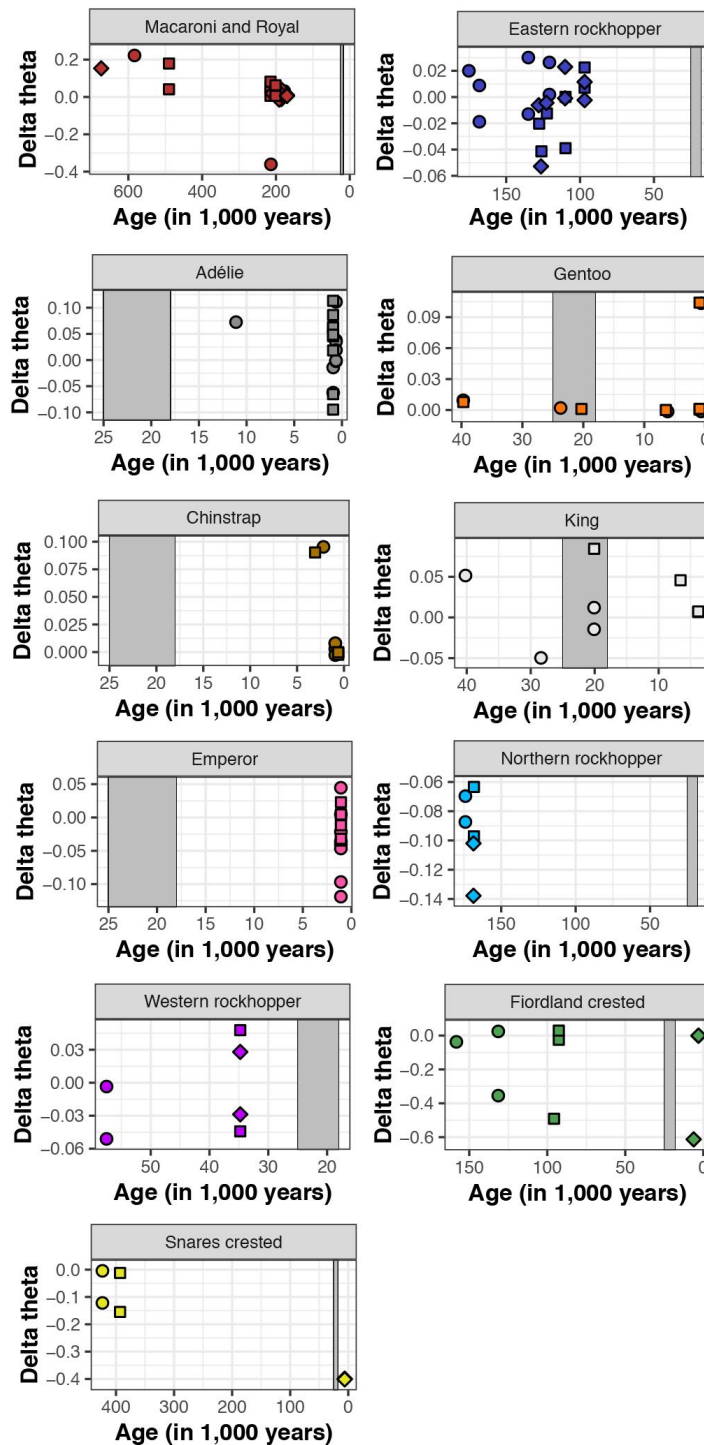 Macaroni and Royal
Delta theta
0.2
0.0
−0.2
−0.4
600 400 200 0
Age (in 1,000 years)
Eastern rockhopper
Delta theta
0.02
0.00
−0.02
−0.04
−0.06
150 100 50
Age (in 1,000 years)
Adélie
Delta theta
0.10
0.05
0.00
−0.05
−0.10
25 20 15 10 5 0
Age (in 1,000 years)
Gentoo
Delta theta
0.09
0.06
0.03
0.00
40 30 20 10 0
Age (in 1,000 years)
Chinstrap
Delta theta
0.100
0.075
0.050
0.025
0.000
25 20 15 10 5 0
Age (in 1,000 years)
King
Delta theta
0.05
0.00
−0.05
40 30 20 10
Age (in 1,000 years)
Emperor
Delta theta
0.05
0.00
−0.05
−0.10
25 20 15 10 5 0
Age (in 1,000 years)
Northern rockhopper
Delta theta
−0.06
−0.08
−0.10
−0.12
−0.14
150 100 50
Age (in 1,000 years)
Western rockhopper
Delta theta
0.03
0.00
−0.03
−0.06
50 40 30 20
Age (in 1,000 years)
Fiordland crested
Delta theta
0.0
−0.2
−0.4
−0.6
150 100 50 0
Age (in 1,000 years)
Snares crested
Delta theta
0.0
−0.1
−0.2
−0.3
−0.4
400 300 200 100 0
Age (in 1,000 years)